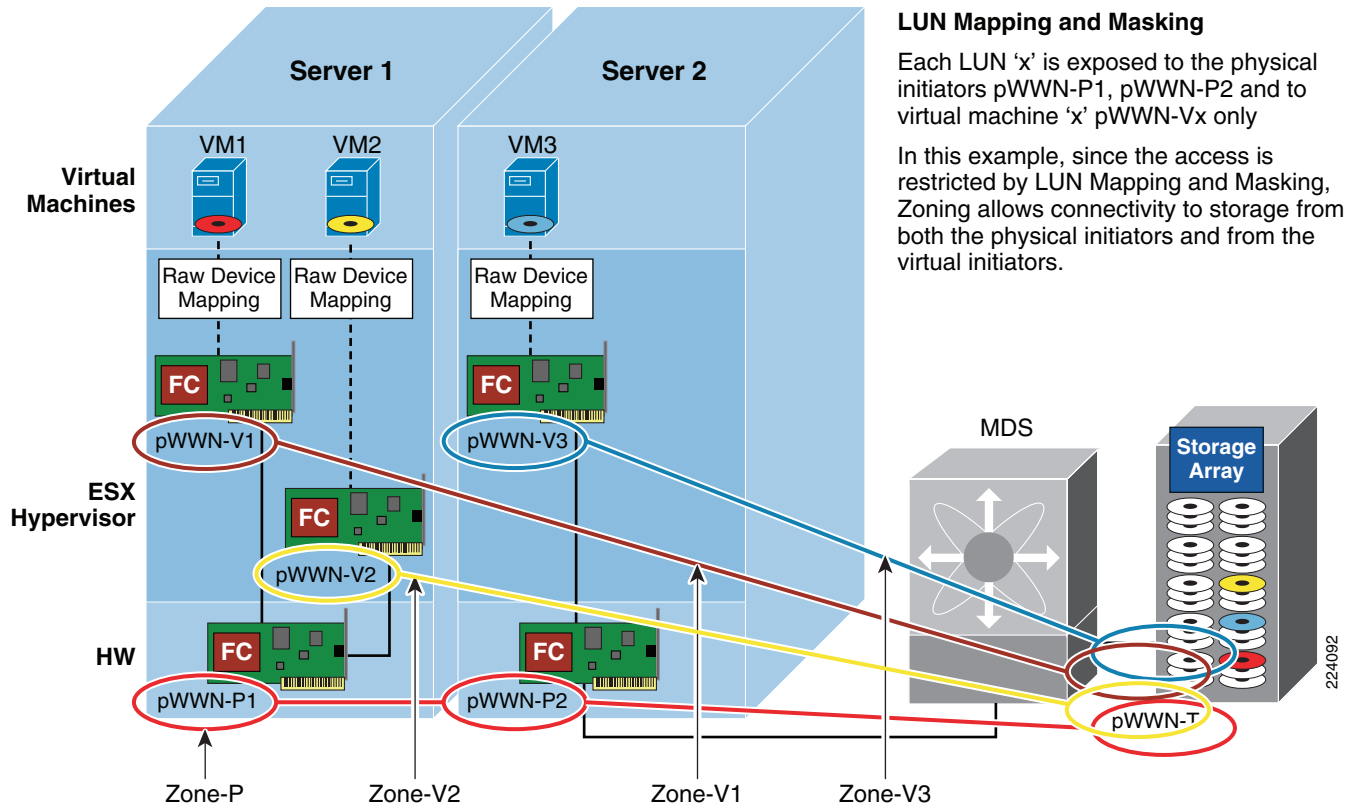 LUN Mapping and Masking
Each LUN ‘x’ is exposed to the physical
initiators pWWN-P1, pWWN-P2 and to
virtual machine ‘x’ pWWN-Vx only
In this example, since the access is
restricted by LUN Mapping and Masking,
Zoning allows connectivity to storage from
both the physical initiators and from the
virtual initiators.
Server 1
Server 2
Virtual
Machines
VM1
VM2
VM3
Raw Device
Mapping
Raw Device
Mapping
Raw Device
Mapping
FC
FC
pWWN-V1
pWWN-V3
ESX
Hypervisor
FC
pWWN-V2
HW
FC
FC
pWWN-P1
pWWN-P2
MDS
Storage
Array
pWWN-T
224092
Zone-P
Zone-V2
Zone-V1
Zone-V3